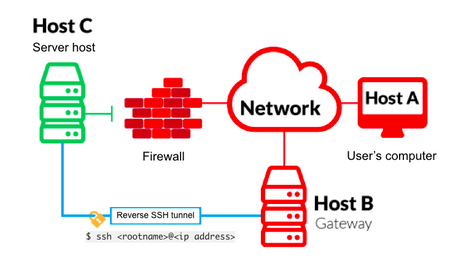 Host C
Server host
Network
Host A
Firewall
User's computer
Reverse SSH tunnel
$ ssh <rootname>@<ip address>
Host B
Gateway